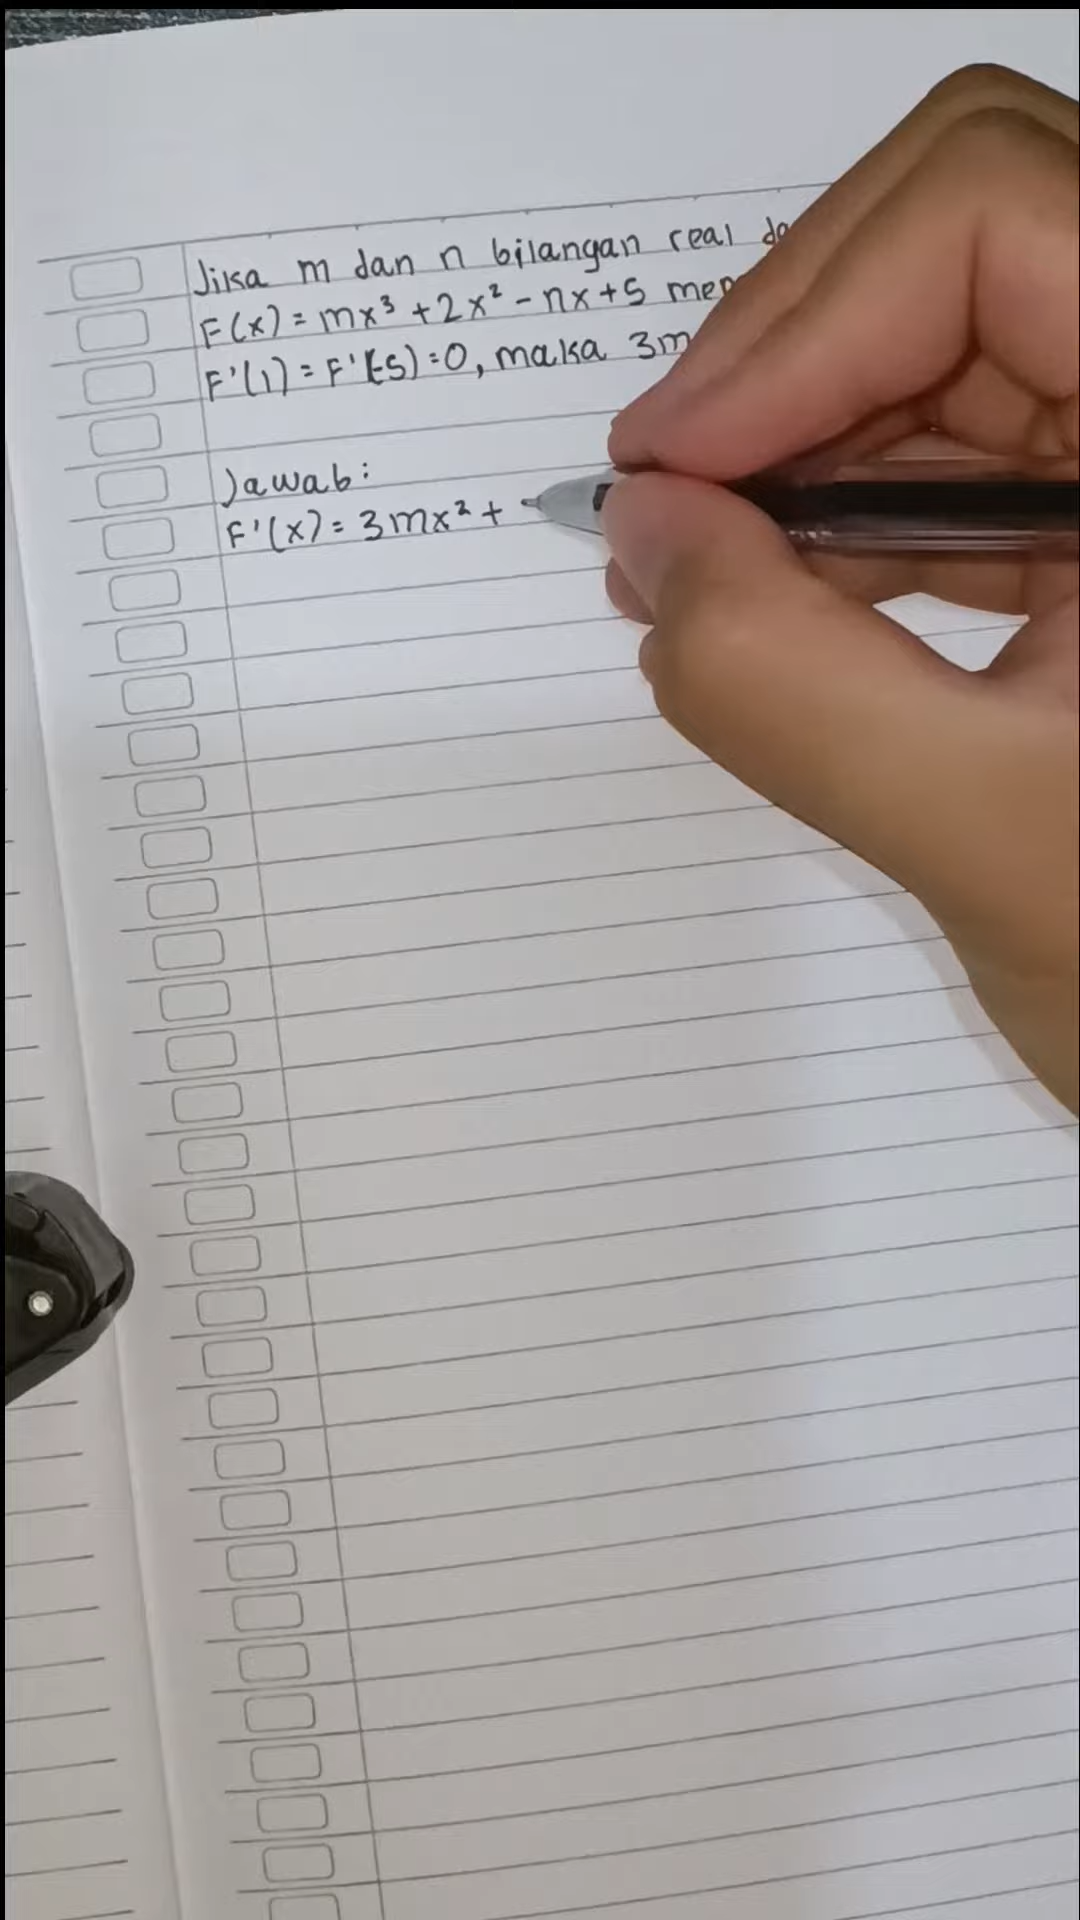 Jika m dan n bilangan real
F(x) = mx³ + 2x² - nx + 5
F'(1) = F'(-5) = 0, maka 3m
Jawab:
F'(x) = 3mx² +